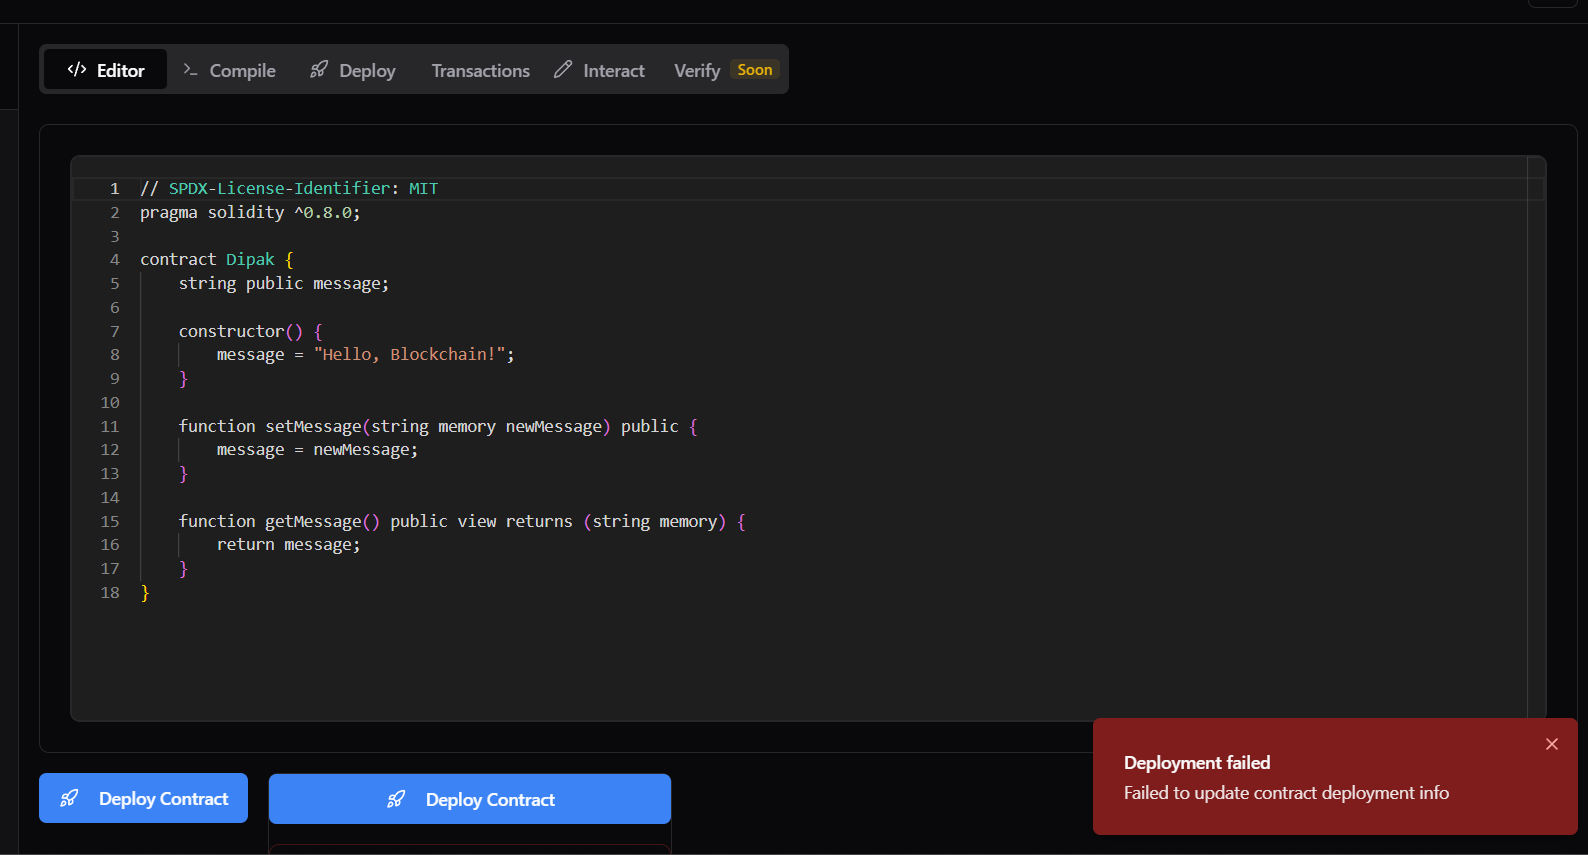 </> Editor >_ Compile Deploy Transactions Interact Verify Soon
1 // SPDX-License-Identifier: MIT
2 pragma solidity ^0.8.0;
3
4 contract Dipak {
5 string public message;
6
7 constructor() {
8 message = "Hello, Blockchain!";
9 }
10
11 function setMessage(string memory newMessage) public {
12 message = newMessage;
13 }
14
15 function getMessage() public view returns (string memory) {
16 return message;
17 }
18 }
Deploy Contract Deploy Contract
Deployment failed
Failed to update contract deployment info